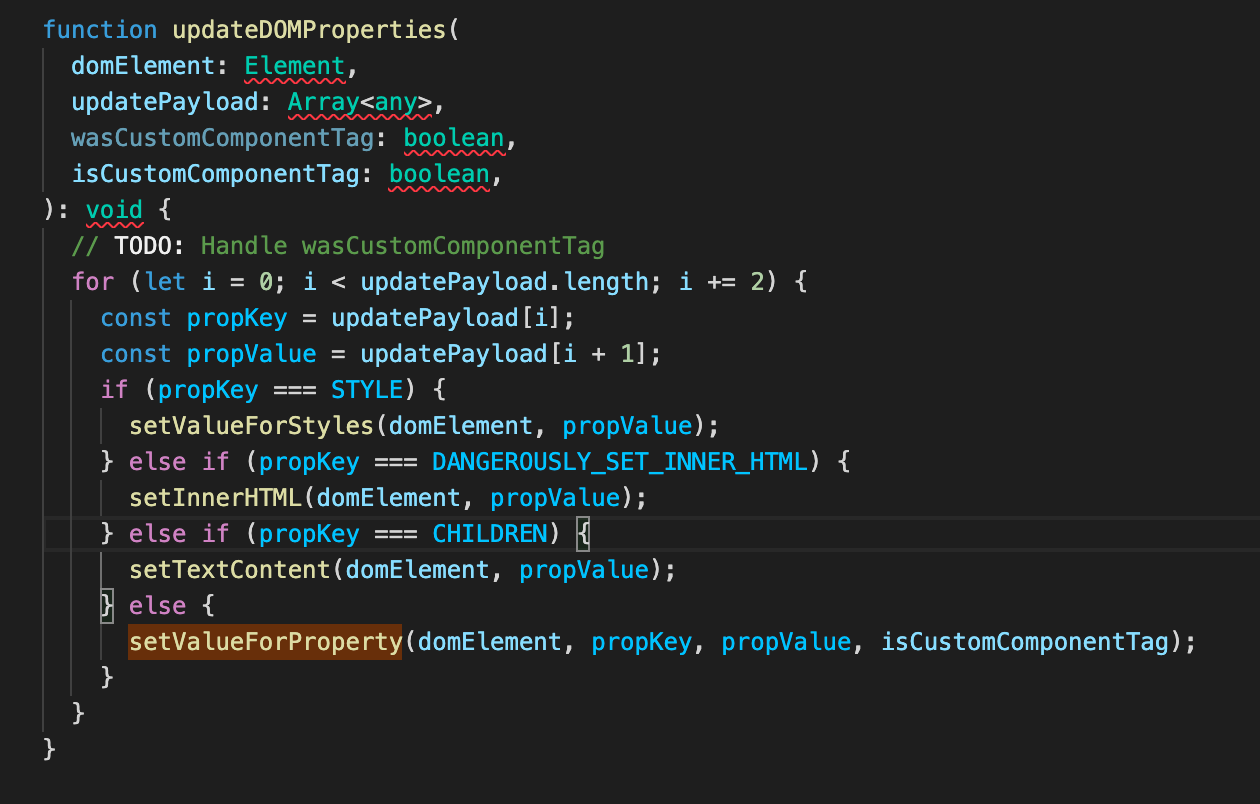 function updateDOMProperties(
  domElement: Element,
  updatePayload: Array<any>,
  wasCustomComponentTag: boolean,
  isCustomComponentTag: boolean,
): void {
  // TODO: Handle wasCustomComponentTag
  for (let i = 0; i < updatePayload.length; i += 2) {
    const propKey = updatePayload[i];
    const propValue = updatePayload[i + 1];
    if (propKey === STYLE) {
      setValueForStyles(domElement, propValue);
    } else if (propKey === DANGEROUSLY_SET_INNER_HTML) {
      setInnerHTML(domElement, propValue);
    } else if (propKey === CHILDREN) {
      setTextContent(domElement, propValue);
    } else {
      setValueForProperty(domElement, propKey, propValue, isCustomComponentTag);
    }
  }
}